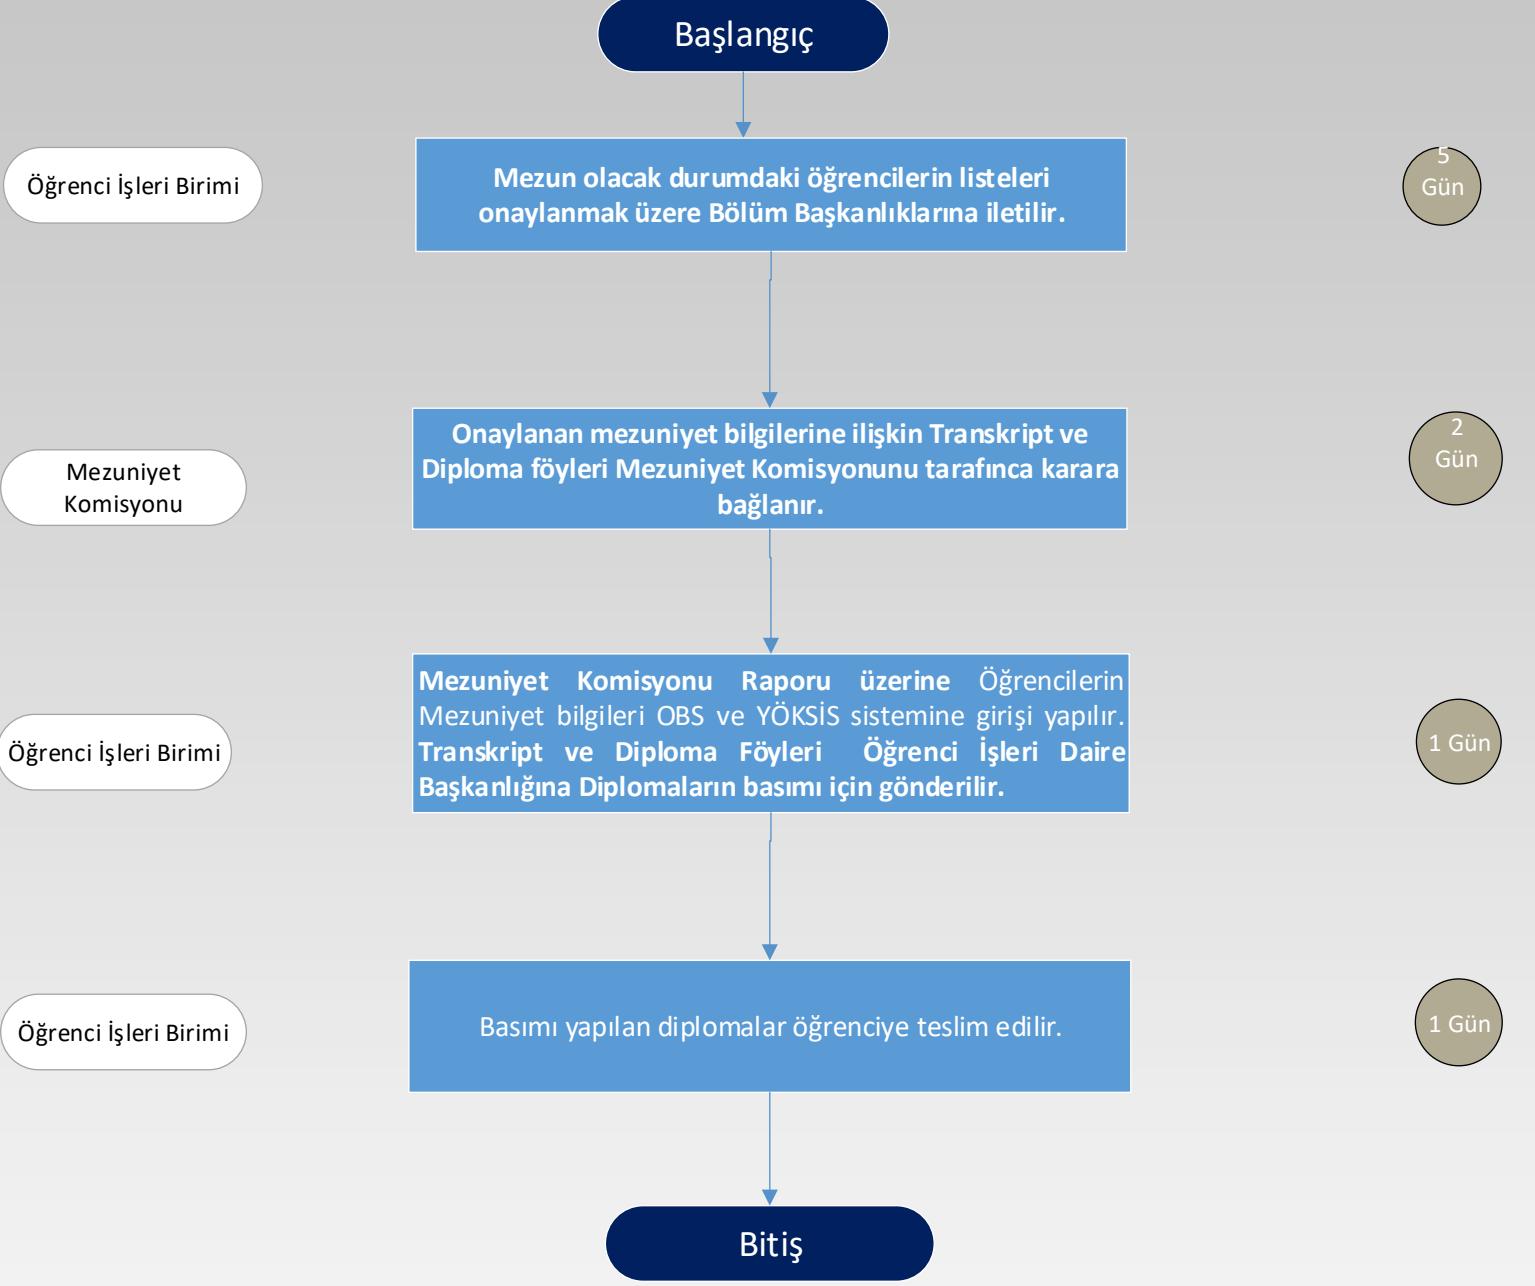 Başlangıç
Öğrenci İşleri Birimi
Mezun olacak durumdaki öğrencilerin listeleri
onaylanmak üzere Bölüm Başkanlıklarına iletilir.
5
Gün
Mezuniyet
Komisyonu
Onaylanan mezuniyet bilgilerine ilişkin Transkript ve
Diploma föyleri Mezuniyet Komisyonunu tarafınca karara
bağlanır.
2
Gün
Öğrenci İşleri Birimi
Mezuniyet Komisyonu Raporu üzerine Öğrencilerin
Mezuniyet bilgileri OBS ve YÖKSİS sistemine girişi yapılır.
Transkript ve Diploma Föyleri Öğrenci İşleri Daire
Başkanlığına Diplomaların basımı için gönderilir.
1 Gün
Öğrenci İşleri Birimi
Basımı yapılan diplomalar öğrenciye teslim edilir.
1 Gün
Bitiş